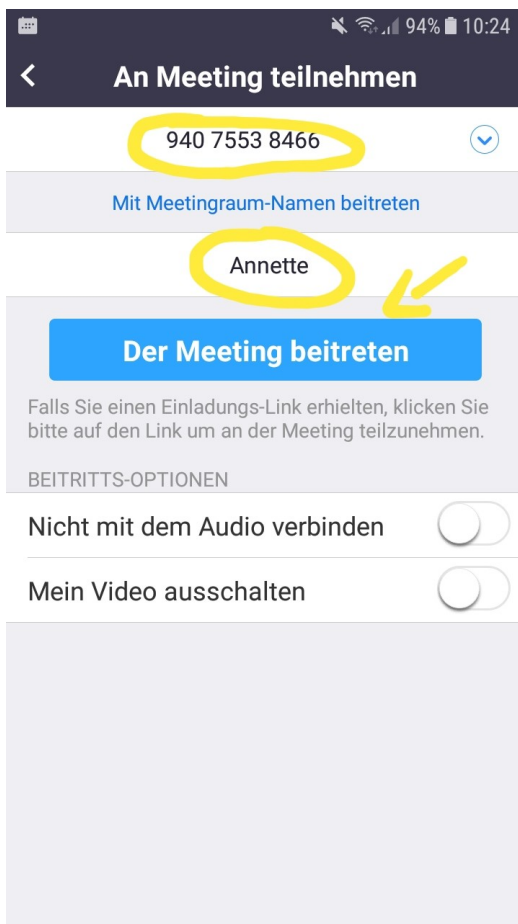 94% 10:24
An Meeting teilnehmen
940 7553 8466
Mit Meetingraum-Namen beitreten
Annette
Der Meeting beitreten
Falls Sie einen Einladungs-Link erhielten, klicken Sie
bitte auf den Link um an der Meeting teilzunehmen.
BEITRITTS-OPTIONEN
Nicht mit dem Audio verbinden
Mein Video ausschalten